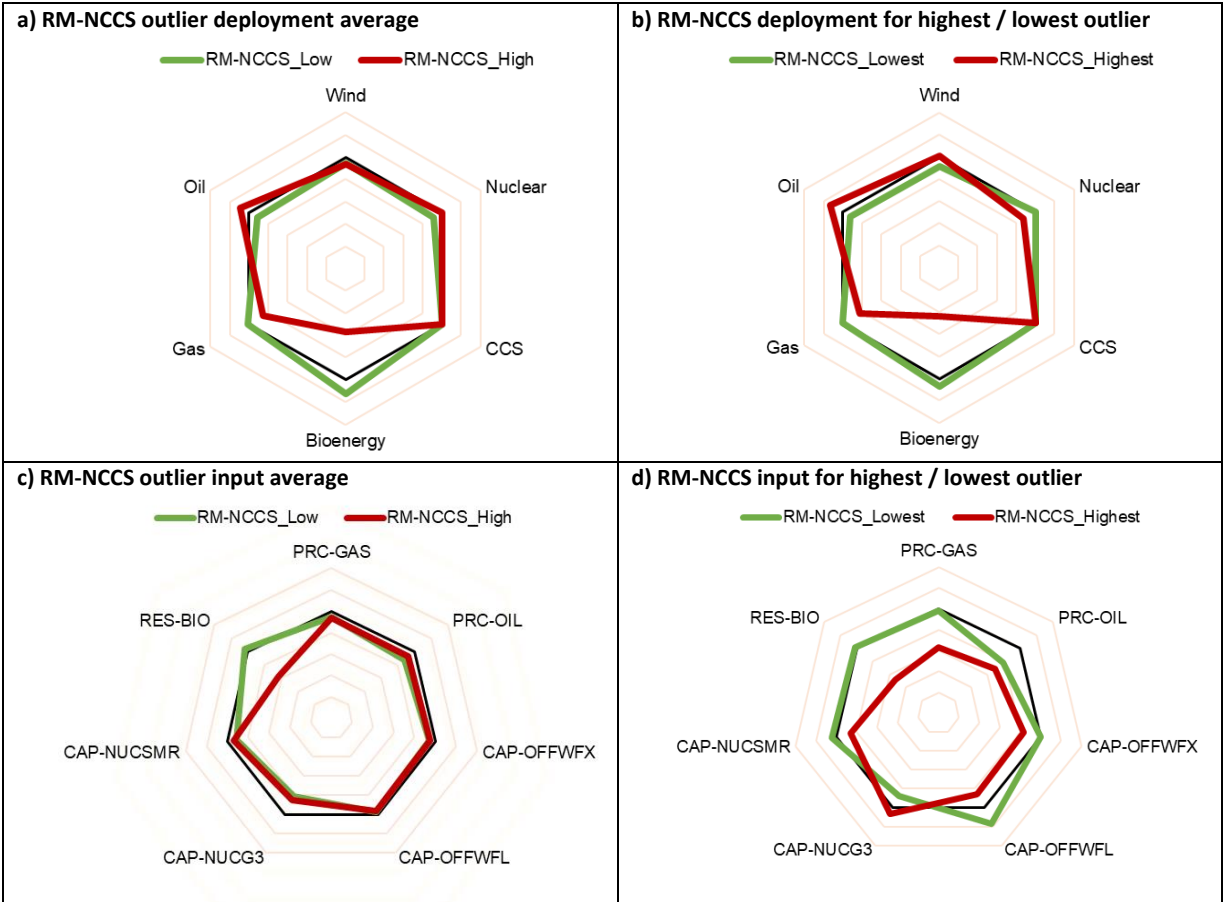 a) RM-NCCS outlier deployment average
RM-NCCS_Low RM-NCCS_High
Wind
Oil Nuclear
Gas CCS
Bioenergy
b) RM-NCCS deployment for highest / lowest outlier
RM-NCCS_Lowest RM-NCCS_Highest
Wind
Oil Nuclear
Gas CCS
Bioenergy
c) RM-NCCS outlier input average
RM-NCCS_Low RM-NCCS_High
PRC-GAS
RES-BIO PRC-OIL
CAP-NUCSMR CAP-OFFWFX
CAP-NUCG3 CAP-OFFWFL
d) RM-NCCS input for highest / lowest outlier
RM-NCCS_Lowest RM-NCCS_Highest
PRC-GAS
RES-BIO PRC-OIL
CAP-NUCSMR CAP-OFFWFX
CAP-NUCG3 CAP-OFFWFL